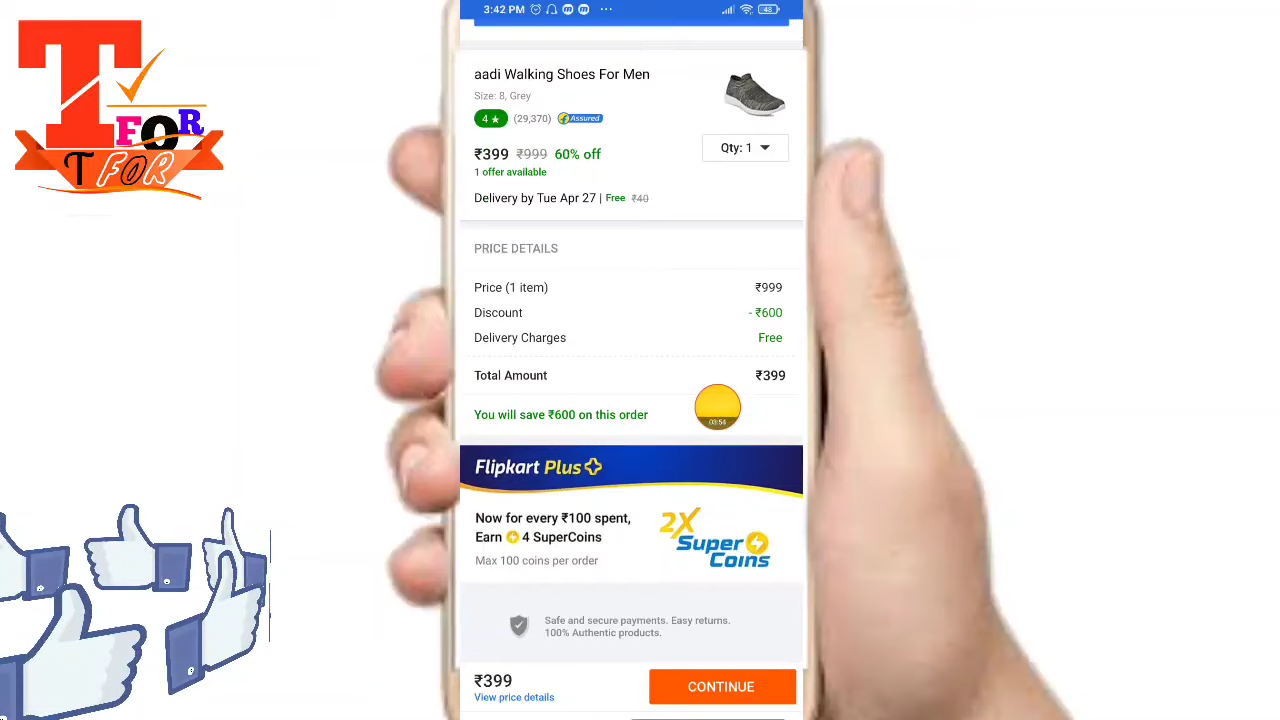 T
FOR
T FOR
3:42 PM
48
aadi Walking Shoes For Men
Size: 8, Grey
4 ★ (29,370) Assured
₹399 ₹999 60% off
Qty: 1
1 offer available
Delivery by Tue Apr 27 | Free ₹40
PRICE DETAILS
Price (1 item) ₹999
Discount - ₹600
Delivery Charges Free
Total Amount ₹399
You will save ₹600 on this order
03:54
Flipkart Plus
Now for every ₹100 spent,
Earn 4 SuperCoins
Max 100 coins per order
2X
Super
Coins
Safe and secure payments. Easy returns.
100% Authentic products.
₹399
View price details
CONTINUE